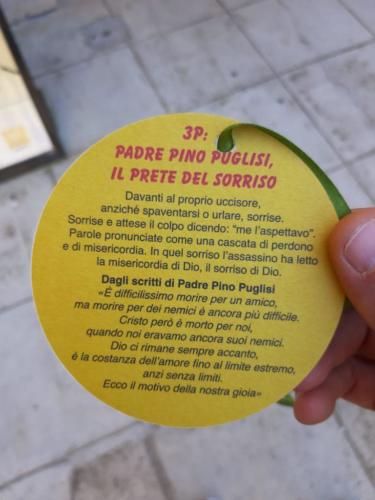 3P:
PADRE PINO PUGLISI,
IL PRETE DEL SORRISO
Davanti al proprio uccisore,
anziché spaventarsi o urlare, sorrise.
Sorrise e attese il colpo dicendo: “me l'aspettavo”.
Parole pronunciate come una cascata di perdono
e di misericordia. In quel sorriso l'assassino ha letto
la misericordia di Dio, il sorriso di Dio.
Dagli scritti di Padre Pino Puglisi
«È difficilissimo morire per un amico,
ma morire per dei nemici è ancora più difficile.
Cristo però è morto per noi,
quando noi eravamo ancora suoi nemici.
Dio ci rimane sempre accanto,
é la costanza dell'amore fino al limite estremo,
anzi senza limiti.
Ecco il motivo della nostra gioia»